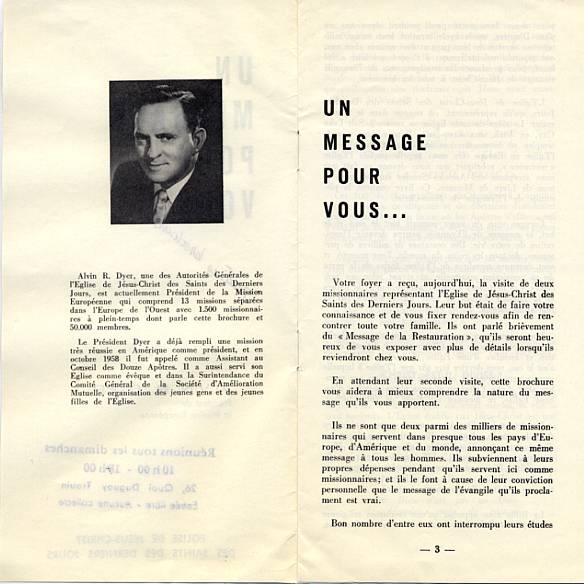 Alvin R. Dyer, une des Autorités Générales de
l'Eglise de Jésus-Christ des Saints des Derniers
Jours, est actuellement Président de la Mission
Européenne qui comprend 13 missions séparées
dans l'Europe de l'Ouest avec 1.500 missionnai-
res à plein-temps dont parle cette brochure et
50.000 membres.
Le Président Dyer a déjà rempli une mission
très réussie en Amérique comme président, et en
octobre 1958 il fut appelé comme Assistant au
Conseil des Douze Apôtres. Il a aussi servi son
Eglise comme évêque et dans la Surintendance du
Comité Général de la Société d'Amélioration
Mutuelle, organisation des jeunes gens et des jeunes
filles de l'Église.
Réunions tous les dimanches
10 h 00 - 18 h 00
26, Quai Duguay Trouin
Entrée libre - Aucune collecte
EGLISE DE JESUS-CHRIST
DES SAINTS DES DERNIERS JOURS
UN
MESSAGE
POUR
VOUS...
Votre foyer a reçu, aujourd'hui, la visite de deux
missionnaires représentant l'Eglise de Jésus-Christ des
Saints des Derniers Jours. Leur but était de faire votre
connaissance et de vous fixer rendez-vous afin de ren-
contrer toute votre famille. Ils ont parlé brièvement
du « Message de la Restauration », qu'ils seront heu-
reux de vous exposer avec plus de détails lorsqu'ils
reviendront chez vous.
En attendant leur seconde visite, cette brochure
vous aidera à mieux comprendre la nature du mes-
sage qu'ils vous apportent.
Ils ne sont que deux parmi des milliers de mission-
naires qui servent dans presque tous les pays d'Eu-
rope, d'Amérique et du monde, annonçant ce même
message à tous les hommes. Ils subviennent à leurs
propres dépenses pendant qu'ils servent ici comme
missionnaires; et ils le font à cause de leur conviction
personnelle que le message de l'évangile qu'ils procla-
ment est vrai.
Bon nombre d'entre eux ont interrompu leurs études
— 3 —